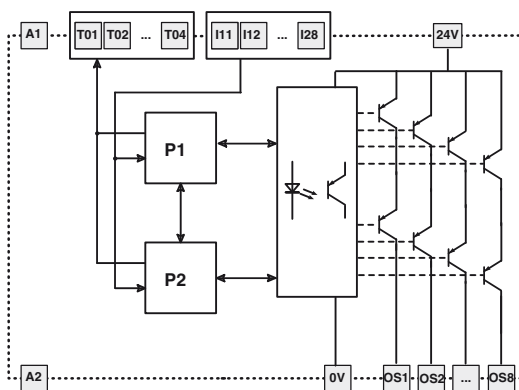 A1 T01 T02 ... T04 I11 I12 ... I28 24V
P1
P2
A2 0V OS1 OS2 ... OS8